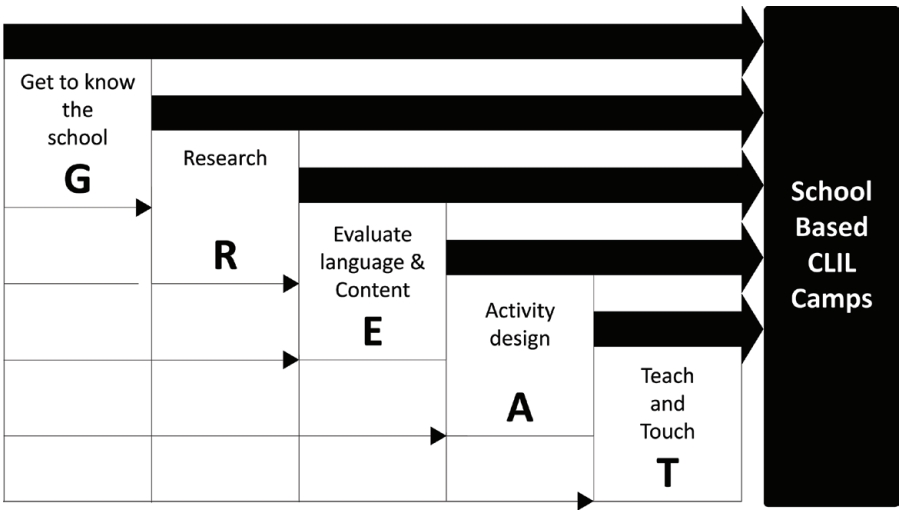 Get to know
the
school
G
Research
R
Evaluate
language &
Content
E
Activity
design
A
Teach
and
Touch
T
School
Based
CLIL
Camps